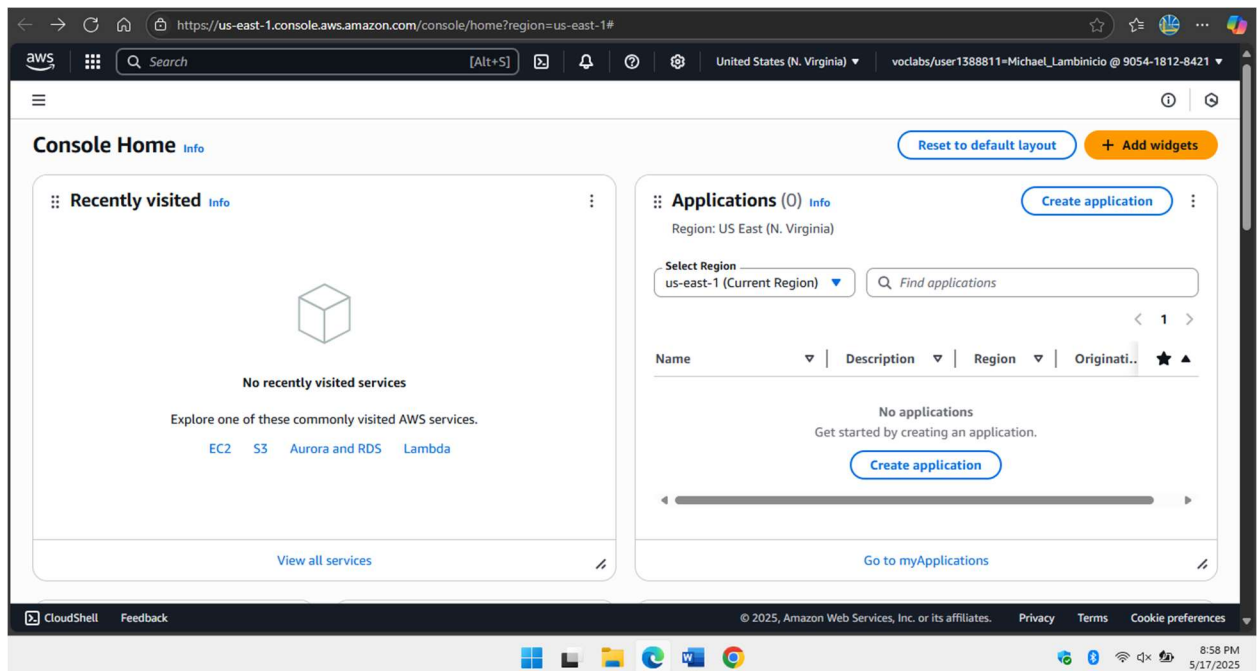 https://us-east-1.console.aws.amazon.com/console/home?region=us-east-1#
aws Search [Alt+S] United States (N. Virginia) ▼ voclabs/user1388811=Michael_Lambinicio @ 9054-1812-8421 ▼
Console Home Info Reset to default layout + Add widgets
Recently visited Info
No recently visited services
Explore one of these commonly visited AWS services.
EC2 S3 Aurora and RDS Lambda
View all services
Applications (0) Info Create application
Region: US East (N. Virginia)
Select Region
us-east-1 (Current Region) Find applications
1
Name Description Region Originati..
No applications
Get started by creating an application.
Create application
Go to myApplications
CloudShell Feedback © 2025, Amazon Web Services, Inc. or its affiliates. Privacy Terms Cookie preferences
8:58 PM
5/17/2025